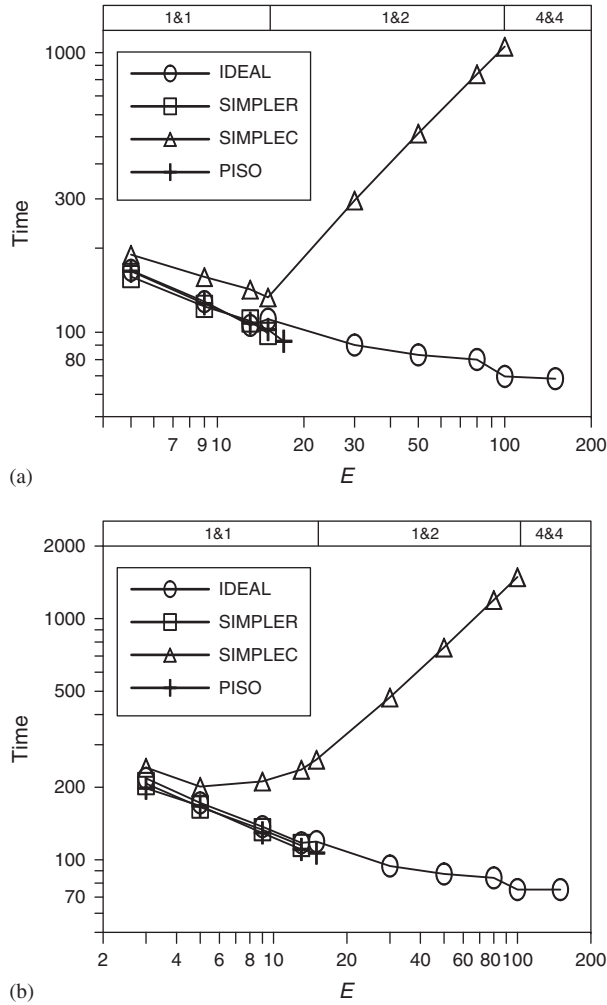 1&1 1&2 4&4
1000
300
100
80
Time
IDEAL
SIMPLER
SIMPLEC
PISO
7 9 10 20 30 50 100 200
E
(a)
1&1 1&2 4&4
2000
1000
500
200
100
70
Time
IDEAL
SIMPLER
SIMPLEC
PISO
2 4 6 8 10 20 40 60 80 100 200
E
(b)